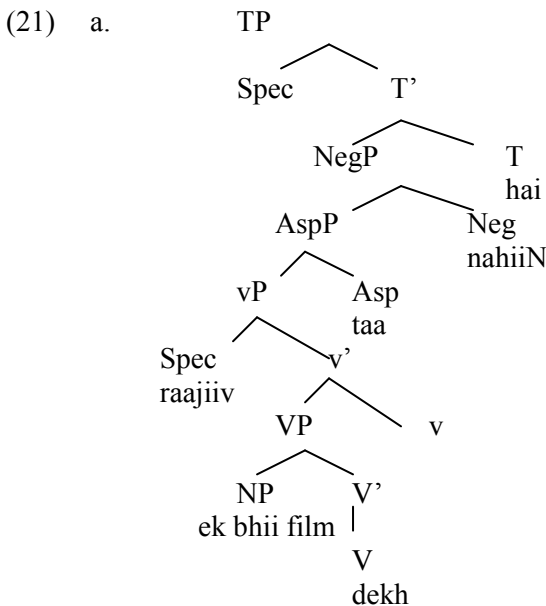 (21) a. TP
Spec T’
NegP T
hai
AspP Neg
nahiiN
vP Asp
taa
Spec v’
raajiiv
VP v
NP V’
ek bhii film
V
dekh